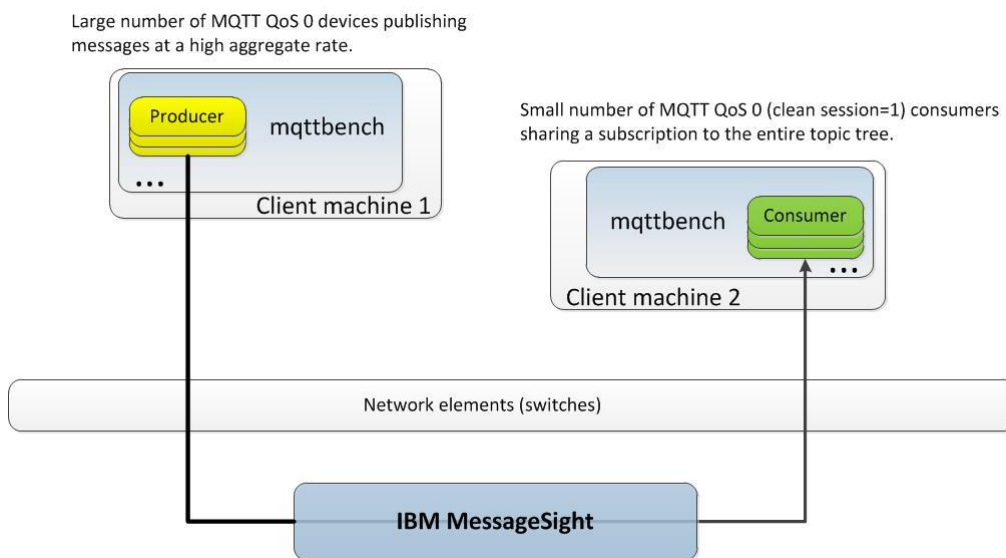 Large number of MQTT QoS 0 devices publishing
messages at a high aggregate rate.
Producer
mqttbench
...
Client machine 1
Small number of MQTT QoS 0 (clean session=1) consumers
sharing a subscription to the entire topic tree.
mqttbench
Consumer
...
Client machine 2
Network elements (switches)
IBM MessageSight